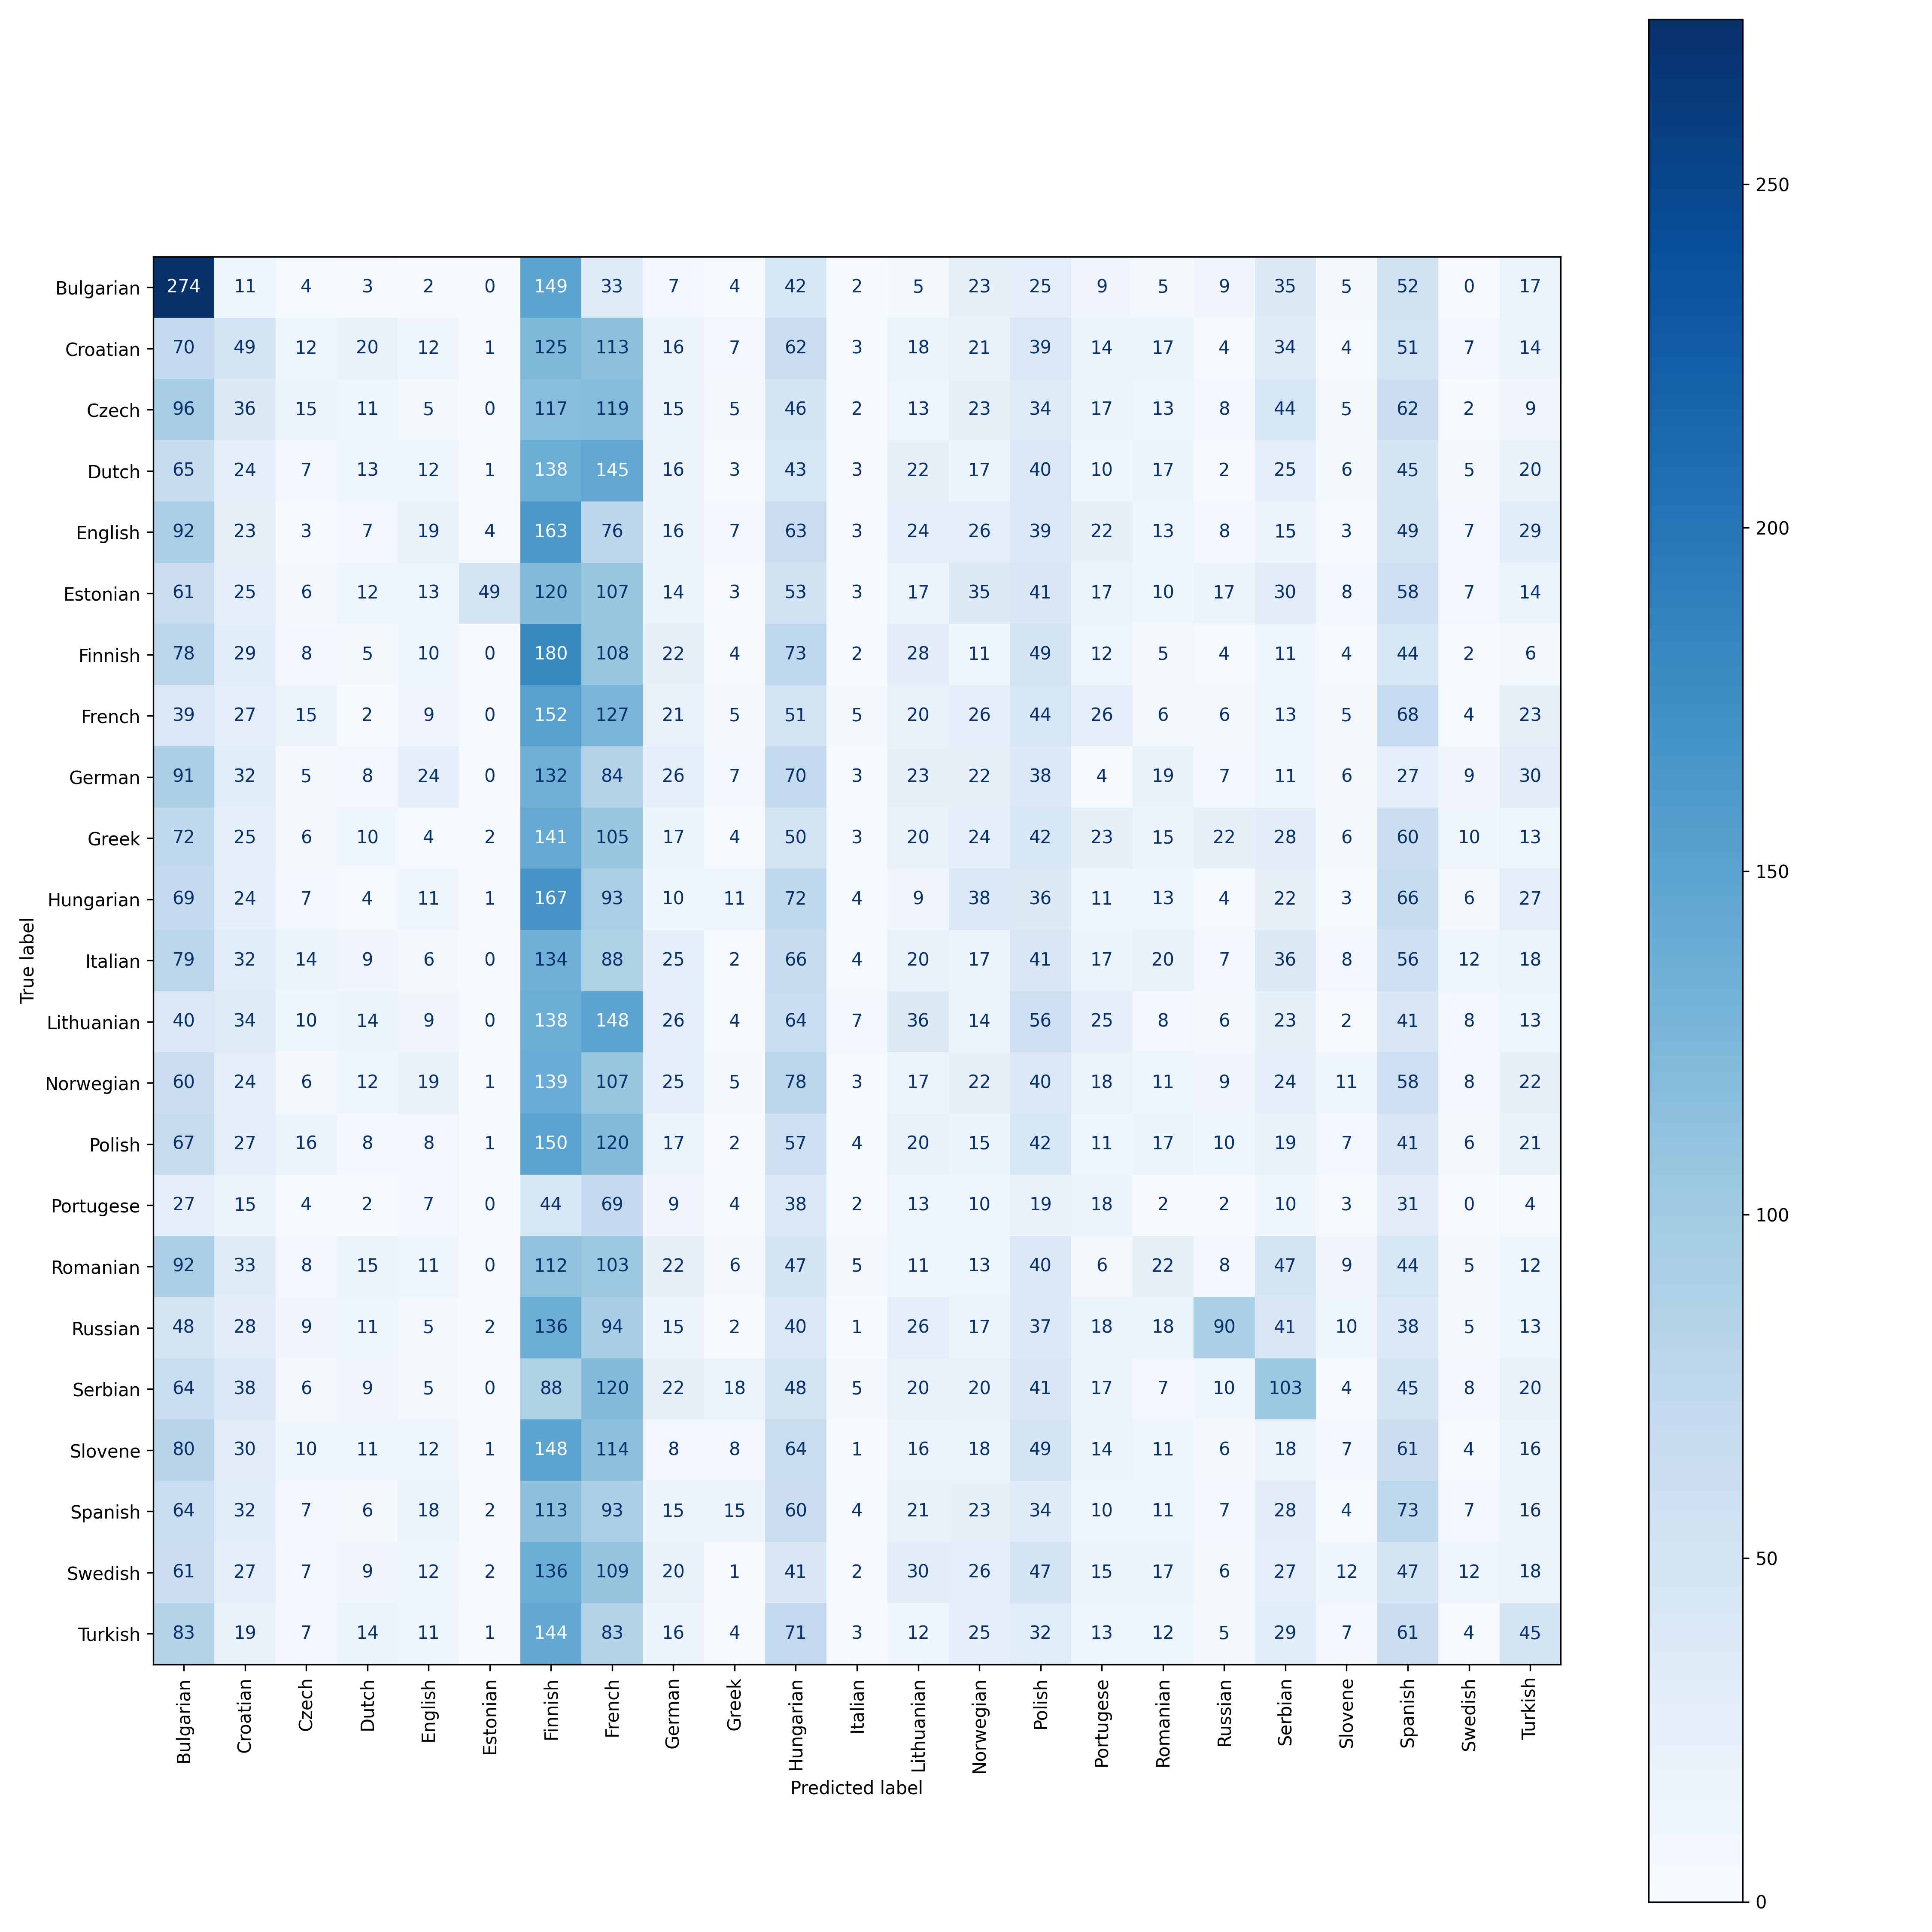 250
200
150
100
50
0
True label
Bulgarian 274 11 4 3 2 0 149 33 7 4 42 2 5 23 25 9 5 9 35 5 52 0 17
Croatian 70 49 12 20 12 1 125 113 16 7 62 3 18 21 39 14 17 4 34 4 51 7 14
Czech 96 36 15 11 5 0 117 119 15 5 46 2 13 23 34 17 13 8 44 5 62 2 9
Dutch 65 24 7 13 12 1 138 145 16 3 43 3 22 17 40 10 17 2 25 6 45 5 20
English 92 23 3 7 19 4 163 76 16 7 63 3 24 26 39 22 13 8 15 3 49 7 29
Estonian 61 25 6 12 13 49 120 107 14 3 53 3 17 35 41 17 10 17 30 8 58 7 14
Finnish 78 29 8 5 10 0 180 108 22 4 73 2 28 11 49 12 5 4 11 4 44 2 6
French 39 27 15 2 9 0 152 127 21 5 51 5 20 26 44 26 6 6 13 5 68 4 23
German 91 32 5 8 24 0 132 84 26 7 70 3 23 22 38 4 19 7 11 6 27 9 30
Greek 72 25 6 10 4 2 141 105 17 4 50 3 20 24 42 23 15 22 28 6 60 10 13
Hungarian 69 24 7 4 11 1 167 93 10 11 72 4 9 38 36 11 13 4 22 3 66 6 27
Italian 79 32 14 9 6 0 134 88 25 2 66 4 20 17 41 17 20 7 36 8 56 12 18
Lithuanian 40 34 10 14 9 0 138 148 26 4 64 7 36 14 56 25 8 6 23 2 41 8 13
Norwegian 60 24 6 12 19 1 139 107 25 5 78 3 17 22 40 18 11 9 24 11 58 8 22
Polish 67 27 16 8 8 1 150 120 17 2 57 4 20 15 42 11 17 10 19 7 41 6 21
Portugese 27 15 4 2 7 0 44 69 9 4 38 2 13 10 19 18 2 2 10 3 31 0 4
Romanian 92 33 8 15 11 0 112 103 22 6 47 5 11 13 40 6 22 8 47 9 44 5 12
Russian 48 28 9 11 5 2 136 94 15 2 40 1 26 17 37 18 18 90 41 10 38 5 13
Serbian 64 38 6 9 5 0 88 120 22 18 48 5 20 20 41 17 7 10 103 4 45 8 20
Slovene 80 30 10 11 12 1 148 114 8 8 64 1 16 18 49 14 11 6 18 7 61 4 16
Spanish 64 32 7 6 18 2 113 93 15 15 60 4 21 23 34 10 11 7 28 4 73 7 16
Swedish 61 27 7 9 12 2 136 109 20 1 41 2 30 26 47 15 17 6 27 12 47 12 18
Turkish 83 19 7 14 11 1 144 83 16 4 71 3 12 25 32 13 12 5 29 7 61 4 45
Bulgarian Croatian Czech Dutch English Estonian Finnish French German Greek Hungarian Italian Lithuanian Norwegian Polish Portugese Romanian Russian Serbian Slovene Spanish Swedish Turkish
Predicted label